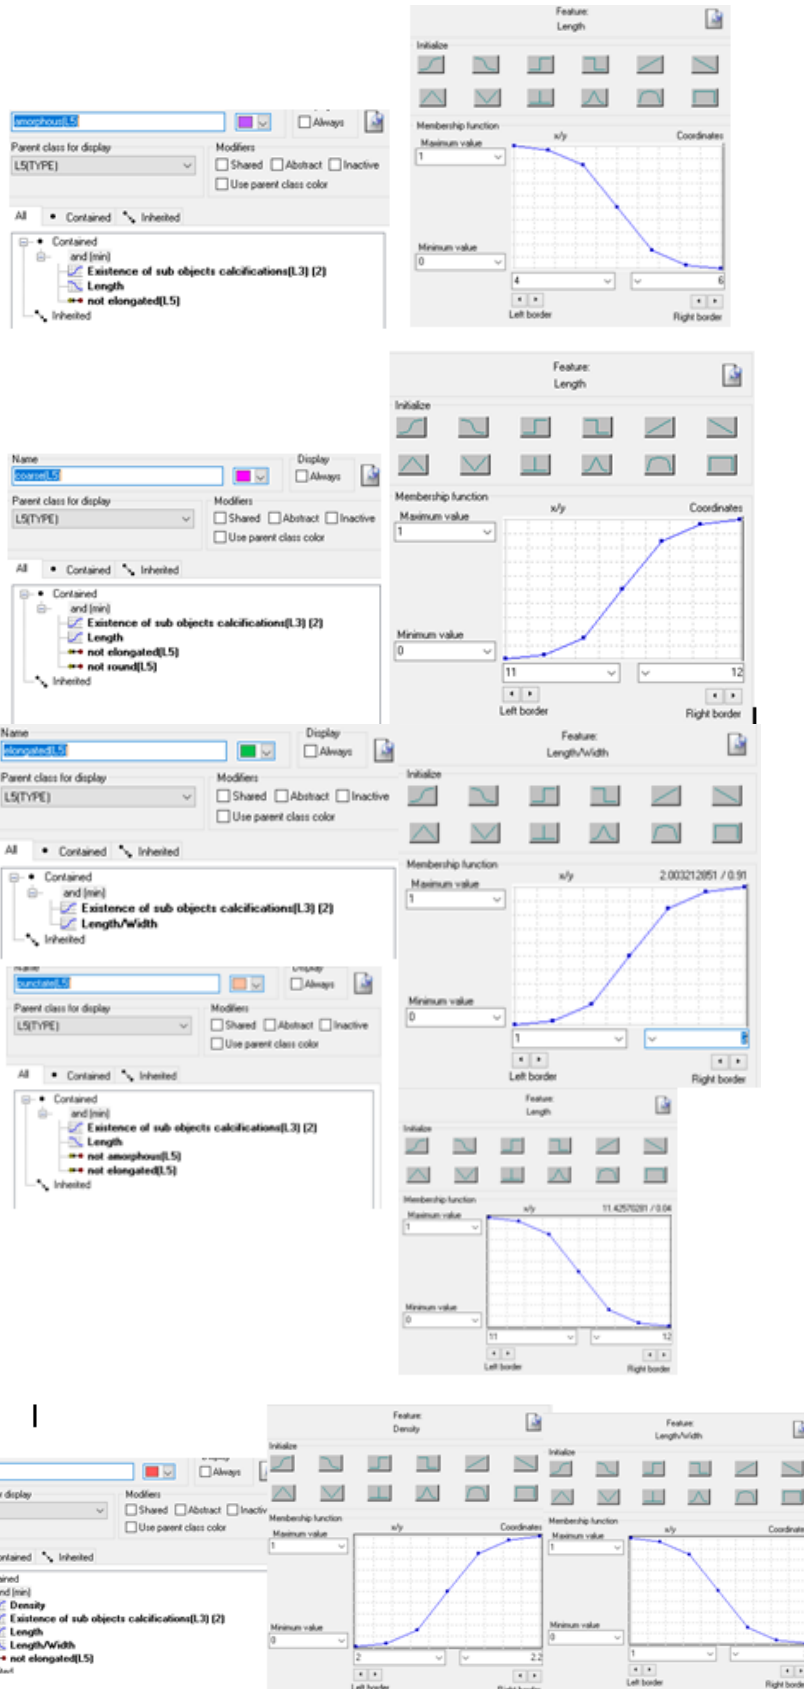 Feature:
Length
Initialize
amorphous(L5)
Always
Parent class for display
Modifiers
L5(TYPE)
Shared Abstract Inactive
Use parent class color
All Contained Inherited
Contained
and (min)
Existence of sub objects calcifications(L3) (2)
Length
not elongated(L5)
Inherited
Membership function
Maximum value
x/y
Coordinates
1
Minimum value
0
4
6
Left border
Right border
Feature:
Length
Initialize
Name
Display
coarse(L5)
Always
Parent class for display
Modifiers
L5(TYPE)
Shared Abstract Inactive
Use parent class color
All Contained Inherited
Contained
and (min)
Existence of sub objects calcifications(L3) (2)
Length
not elongated(L5)
not round(L5)
Inherited
Membership function
Maximum value
x/y
Coordinates
1
Minimum value
0
11
12
Left border
Right border
Name
Display
elongated(L5)
Always
Parent class for display
Modifiers
L5(TYPE)
Shared Abstract Inactive
Use parent class color
All Contained Inherited
Contained
and (min)
Existence of sub objects calcifications(L3) (2)
Length/Width
Inherited
Feature:
Length/Width
Initialize
Membership function
Maximum value
x/y
2.003212851 / 0.91
1
Minimum value
0
1
Left border
Right border
Name
Display
punctate(L5)
Always
Parent class for display
Modifiers
L5(TYPE)
Shared Abstract Inactive
Use parent class color
All Contained Inherited
Contained
and (min)
Existence of sub objects calcifications(L3) (2)
Length
not amorphous(L5)
not elongated(L5)
Inherited
Feature:
Length
Initialize
Membership function
Maximum value
x/y
11.42570281 / 0.04
1
Minimum value
0
11
12
Left border
Right border
Always
r display
Modifiers
Shared Abstract Inactiv
Use parent class color
ontained Inherited
ained
nd (min)
Density
Existence of sub objects calcifications(L3) (2)
Length
Length/Width
not elongated(L5)
Feature:
Density
Initialize
Membership function
Maximum value
x/y
Coordinates
1
Minimum value
0
2
2.2
Left border
Right border
Feature:
Length/Width
Initialize
Membership function
Maximum value
x/y
Coordinate
1
Minimum value
0
1
Left border
Right borde